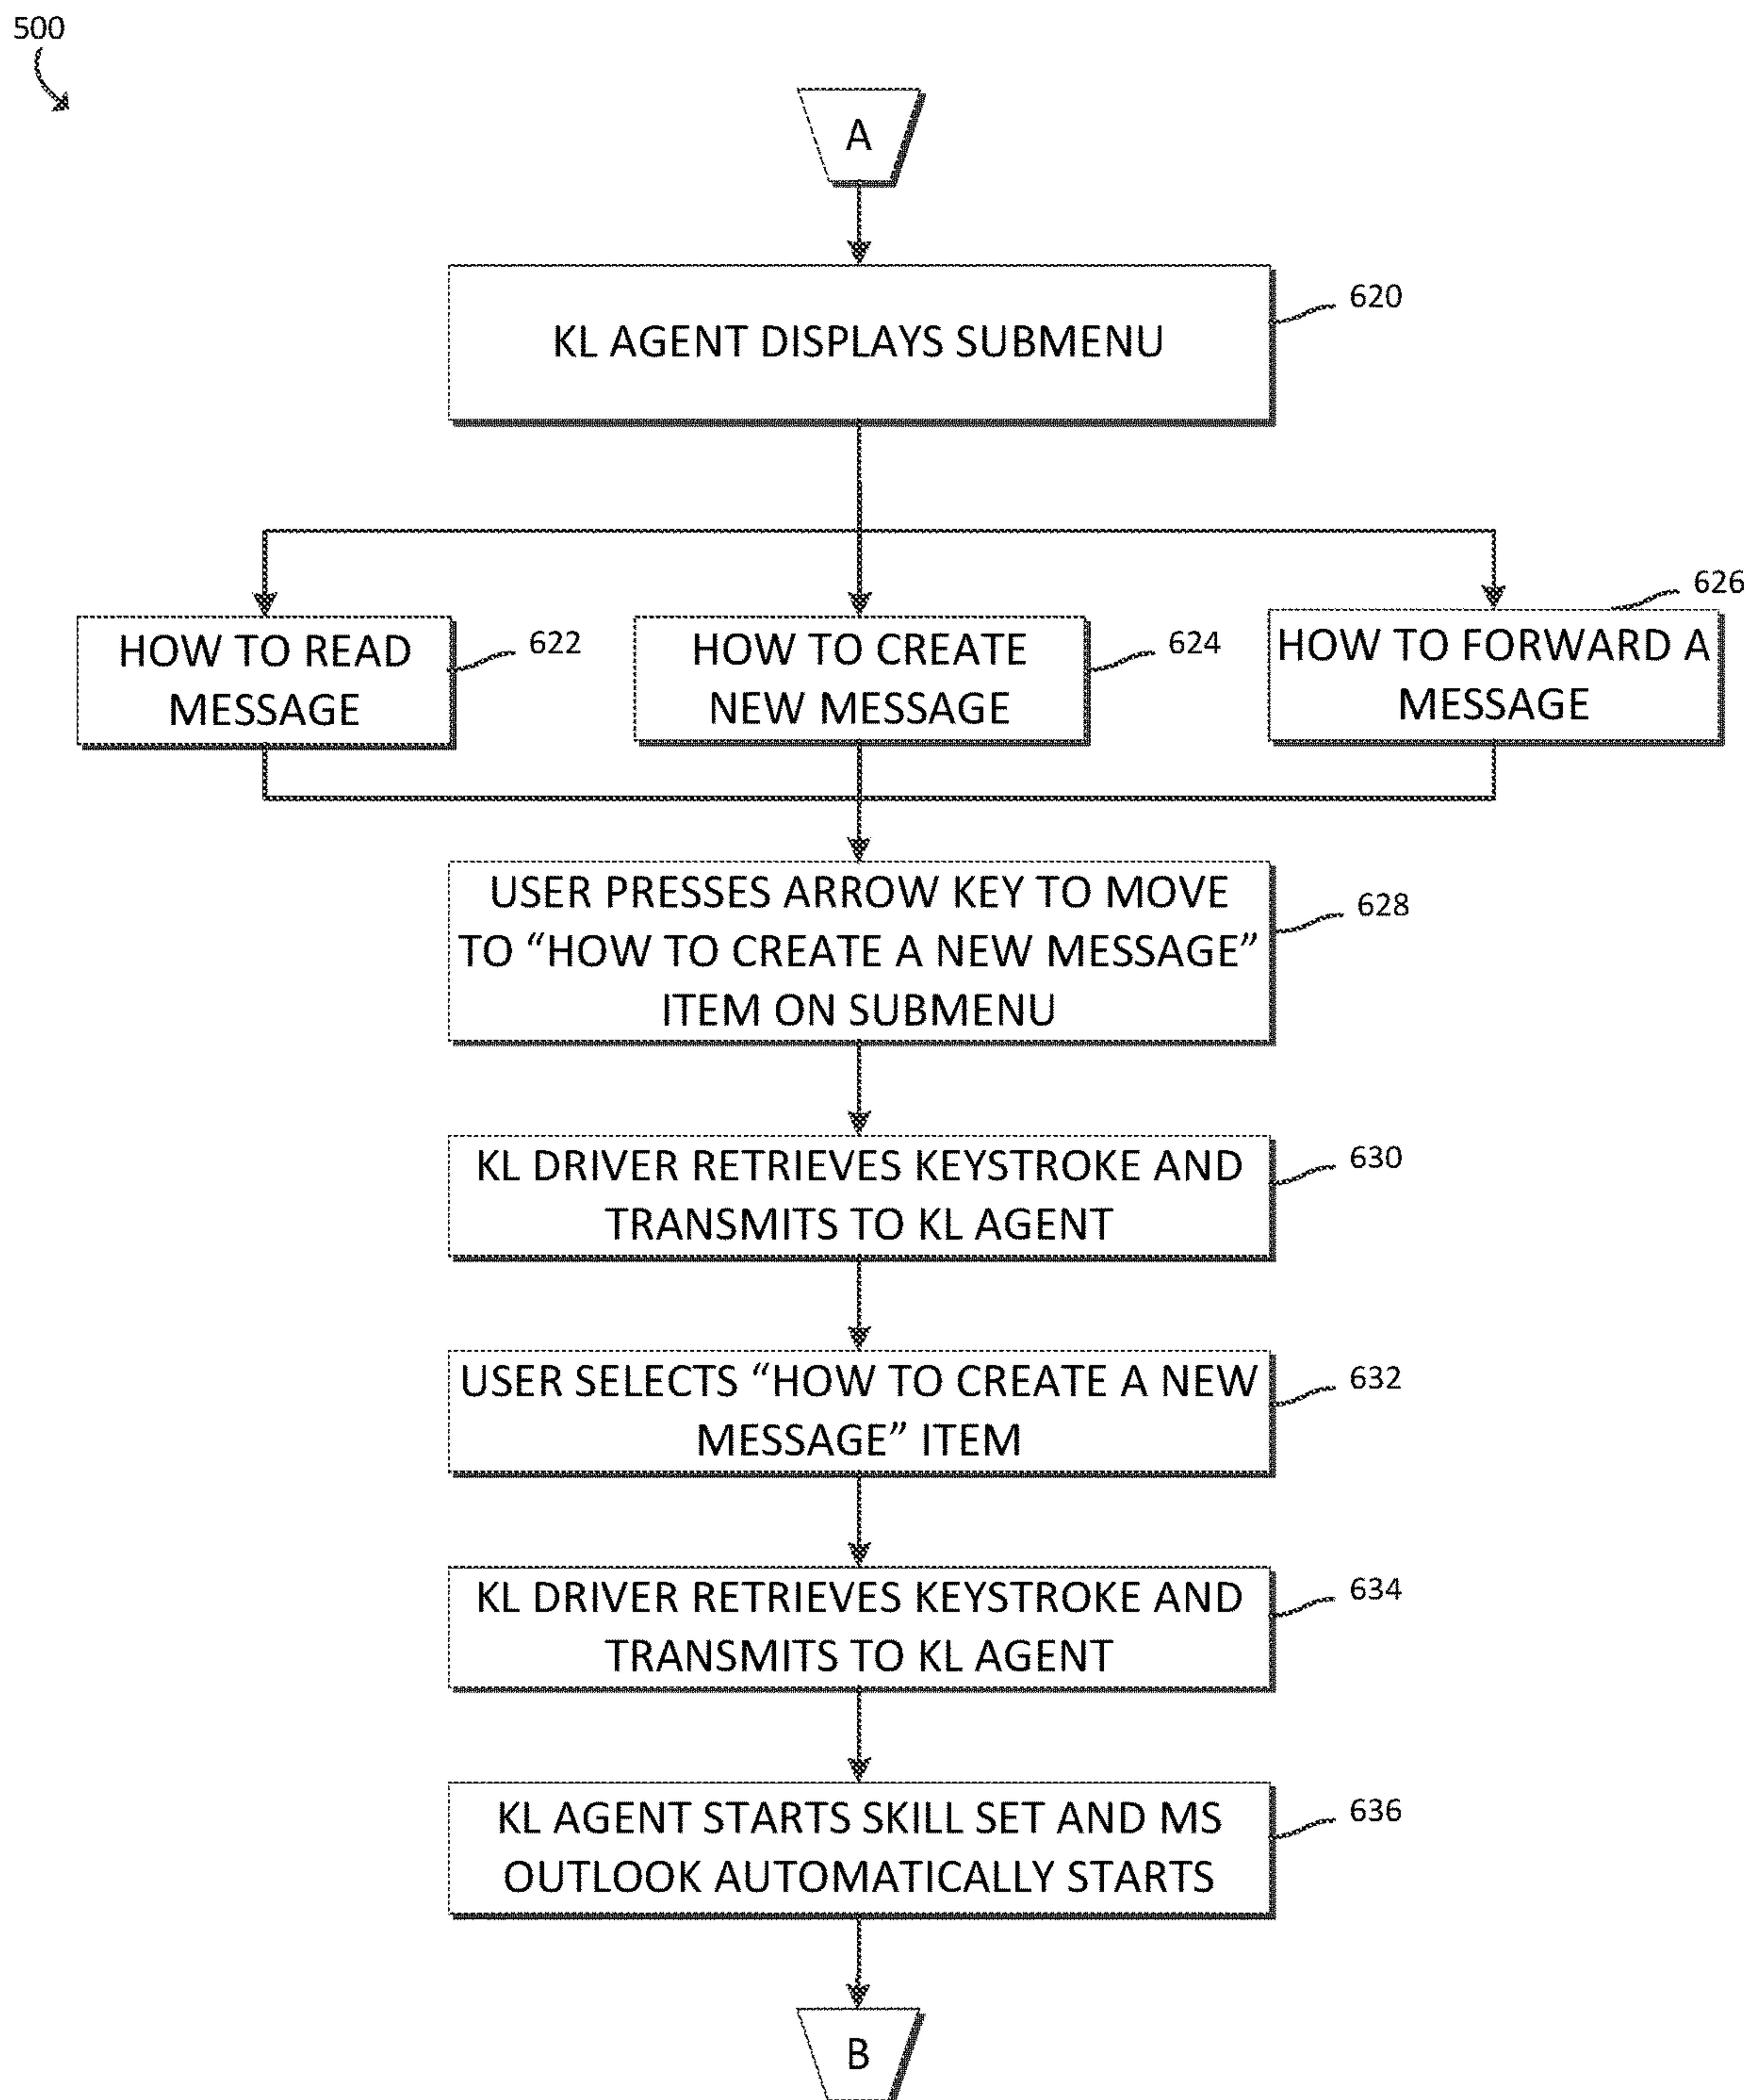 500
A
KL AGENT DISPLAYS SUBMENU
620
HOW TO READ
MESSAGE
622
HOW TO CREATE
NEW MESSAGE
624
HOW TO FORWARD A
MESSAGE
626
USER PRESSES ARROW KEY TO MOVE
TO “HOW TO CREATE A NEW MESSAGE”
ITEM ON SUBMENU
628
KL DRIVER RETRIEVES KEYSTROKE AND
TRANSMITS TO KL AGENT
630
USER SELECTS “HOW TO CREATE A NEW
MESSAGE” ITEM
632
KL DRIVER RETRIEVES KEYSTROKE AND
TRANSMITS TO KL AGENT
634
KL AGENT STARTS SKILL SET AND MS
OUTLOOK AUTOMATICALLY STARTS
636
B